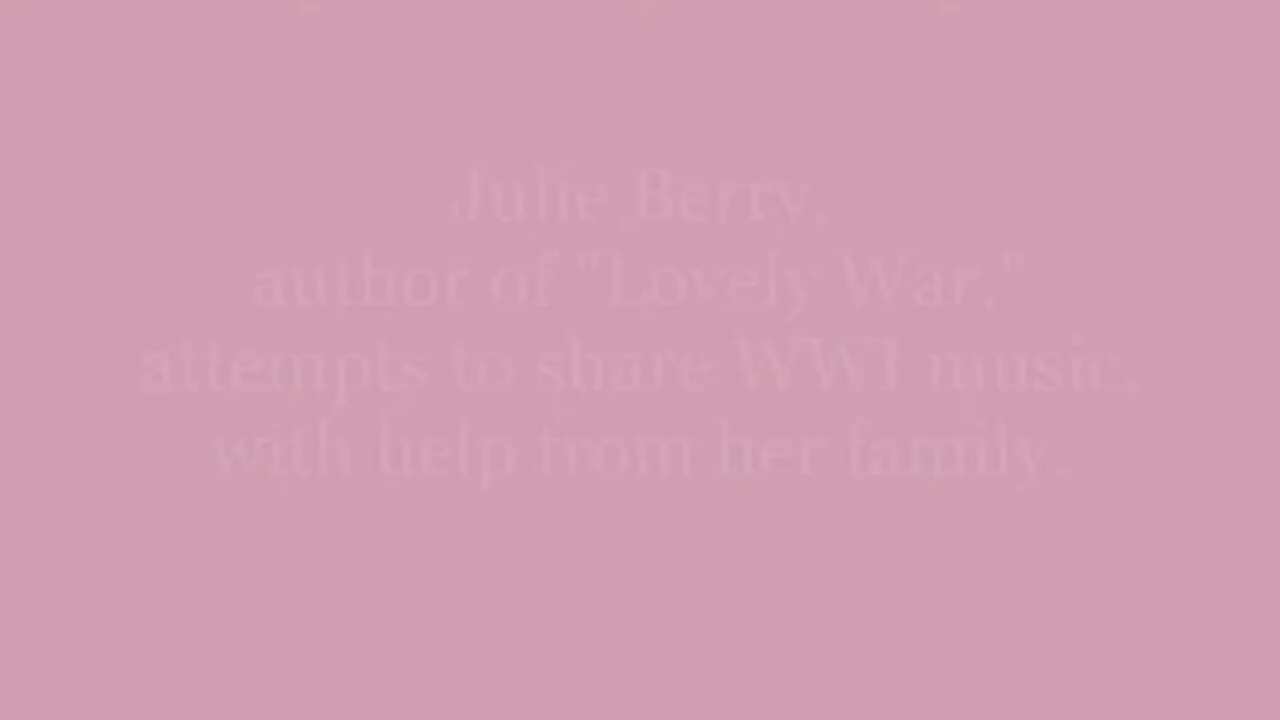 Julie Berry,
author of "Lovely War,"
attempts to share WWI music,
with help from her family.